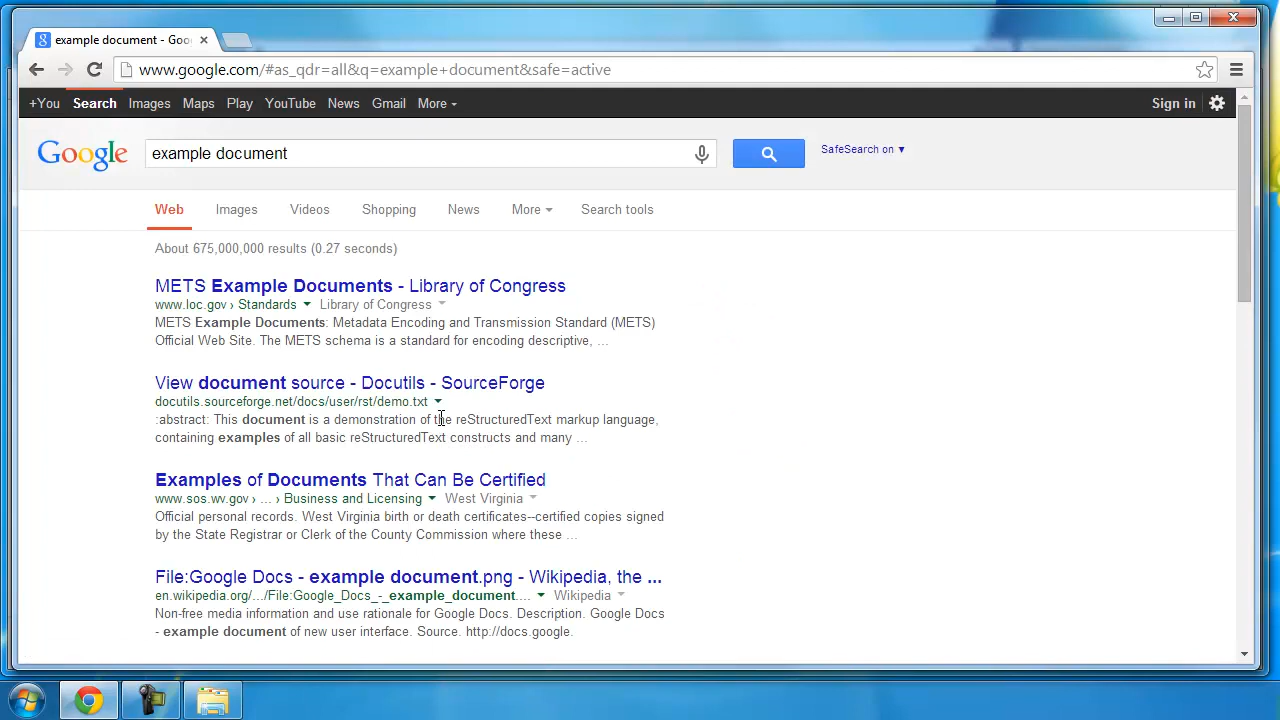 example document - Goo
www.google.com/#as_qdr=all&q=example+document&safe=active
+You Search Images Maps Play YouTube News Gmail More Sign in
Google example document SafeSearch on ▼
Web Images Videos Shopping News More Search tools
About 675,000,000 results (0.27 seconds)
METS Example Documents - Library of Congress
www.loc.gov › Standards Library of Congress
METS Example Documents: Metadata Encoding and Transmission Standard (METS)
Official Web Site. The METS schema is a standard for encoding descriptive, ...
View document source - Docutils - SourceForge
docutils.sourceforge.net/docs/user/rst/demo.txt
:abstract: This document is a demonstration of the reStructuredText markup language,
containing examples of all basic reStructuredText constructs and many ...
Examples of Documents That Can Be Certified
www.sos.wv.gov › ... › Business and Licensing West Virginia
Official personal records. West Virginia birth or death certificates--certified copies signed
by the State Registrar or Clerk of the County Commission where these ...
File:Google Docs - example document.png - Wikipedia, the ...
en.wikipedia.org/.../File:Google_Docs_-_example_document.... Wikipedia
Non-free media information and use rationale for Google Docs. Description. Google Docs
- example document of new user interface. Source. http://docs.google.